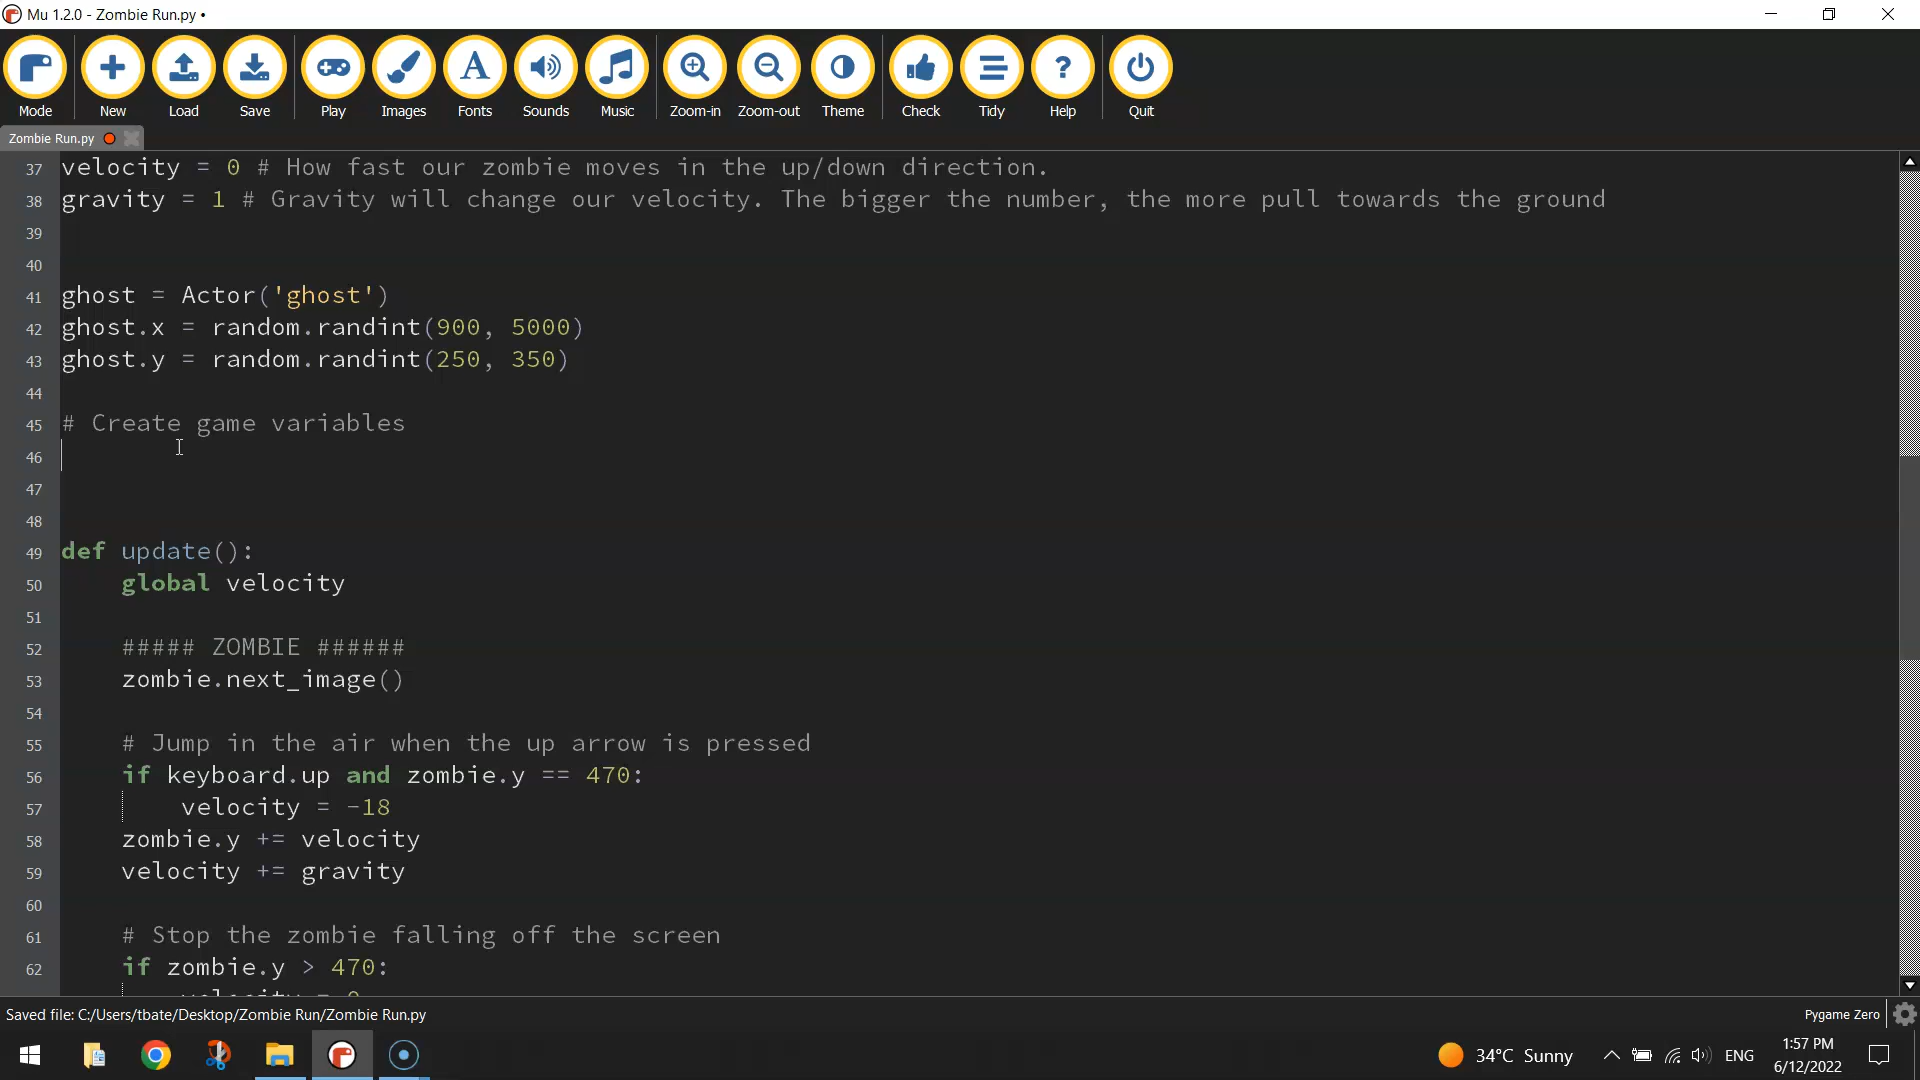 Mu 1.2.0 - Zombie Run.py •
Mode New Load Save Play Images Fonts Sounds Music Zoom-in Zoom-out Theme Check Tidy Help Quit
Zombie Run.py
37 velocity = 0 # How fast our zombie moves in the up/down direction.
38 gravity = 1 # Gravity will change our velocity. The bigger the number, the more pull towards the ground
39
40
41 ghost = Actor('ghost')
42 ghost.x = random.randint(900, 5000)
43 ghost.y = random.randint(250, 350)
44
45 # Create game variables
46
47
48
49 def update():
50 global velocity
51
52 ##### ZOMBIE ######
53 zombie.next_image()
54
55 # Jump in the air when the up arrow is pressed
56 if keyboard.up and zombie.y == 470:
57 velocity = -18
58 zombie.y += velocity
59 velocity += gravity
60
61 # Stop the zombie falling off the screen
62 if zombie.y > 470:
Saved file: C:/Users/tbate/Desktop/Zombie Run/Zombie Run.py
Pygame Zero
34°C Sunny
ENG
1:57 PM
6/12/2022